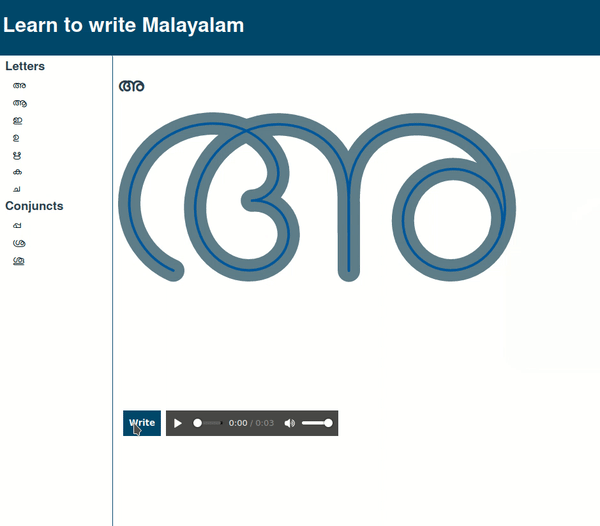 Learn to write Malayalam
Letters
അ
ആ
ഇ
ഉ
ഋ
ക
ച
Conjuncts
പ്പ
ശ്ര
അ
അ
Write
0:00 / 0:03